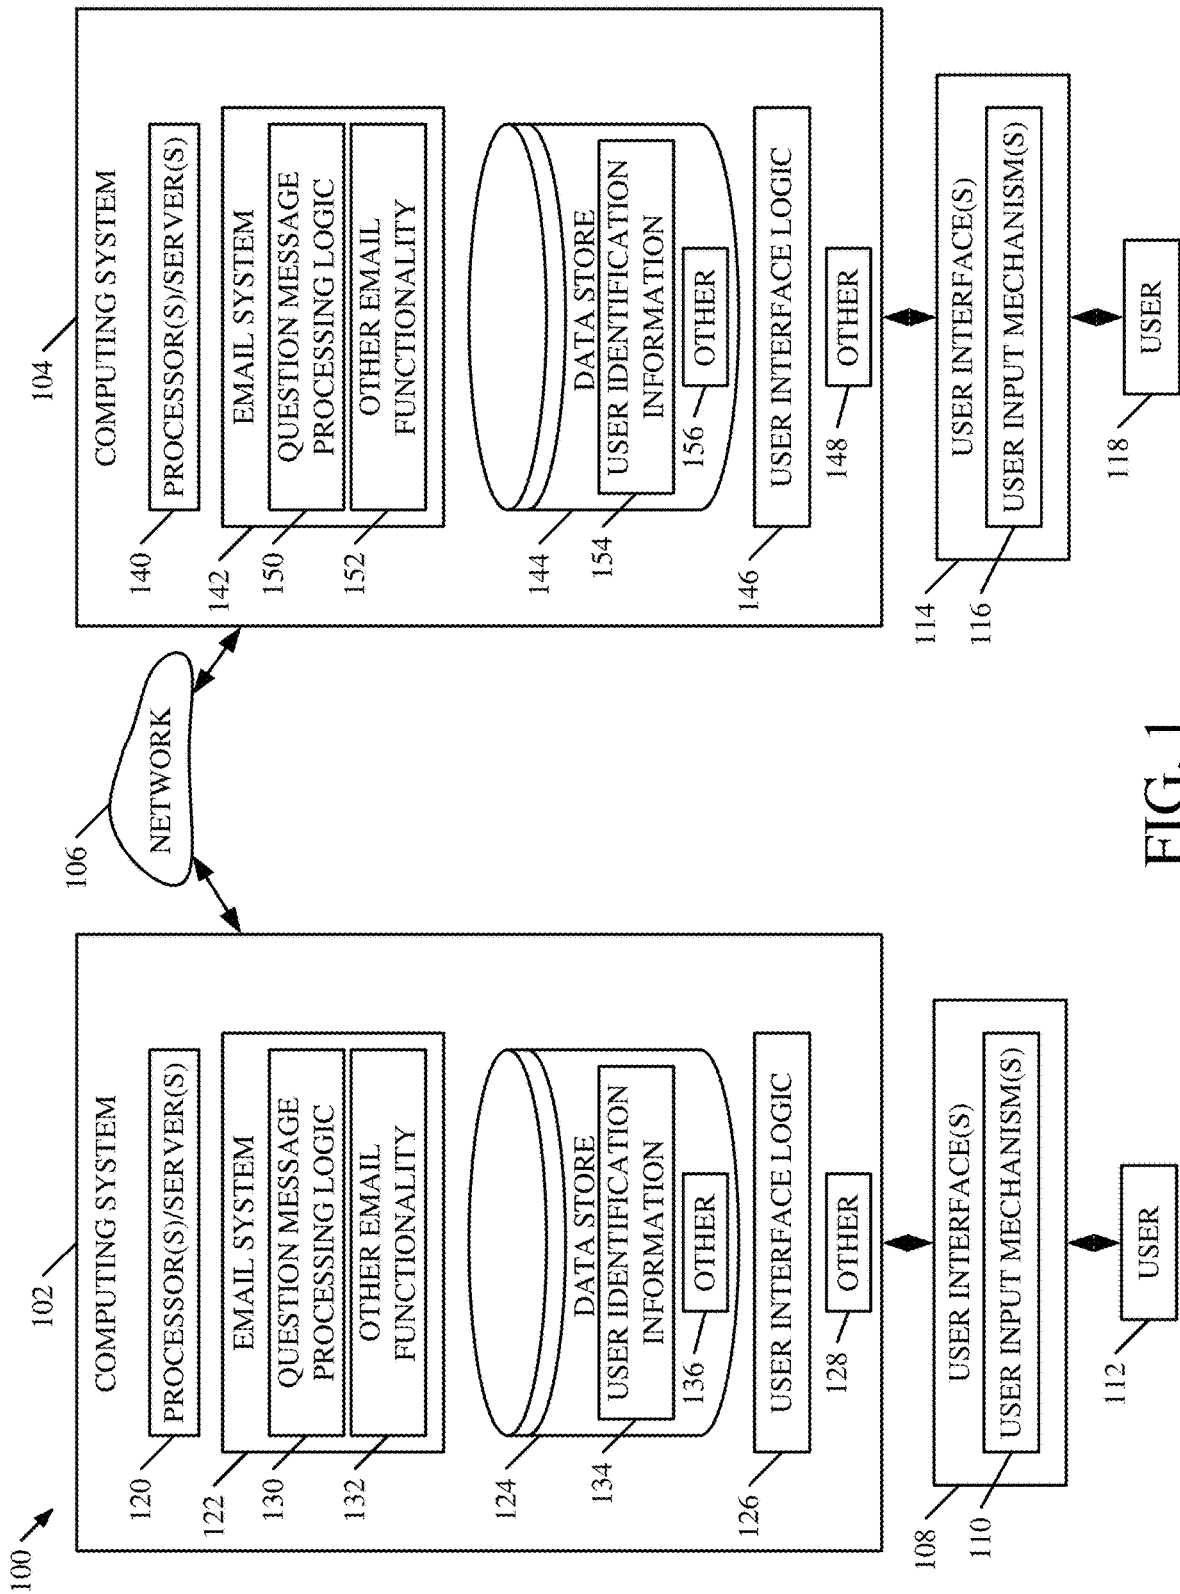 100
102
COMPUTING SYSTEM
120
PROCESSOR(S)/SERVER(S)
122
EMAIL SYSTEM
130
QUESTION MESSAGE
PROCESSING LOGIC
132
OTHER EMAIL
FUNCTIONALITY
124
DATA STORE
134
USER IDENTIFICATION
INFORMATION
136
OTHER
126
USER INTERFACE LOGIC
128
OTHER
108
USER INTERFACE(S)
110
USER INPUT MECHANISM(S)
112
USER
106
NETWORK
104
COMPUTING SYSTEM
140
PROCESSOR(S)/SERVER(S)
142
EMAIL SYSTEM
150
QUESTION MESSAGE
PROCESSING LOGIC
152
OTHER EMAIL
FUNCTIONALITY
144
DATA STORE
154
USER IDENTIFICATION
INFORMATION
156
OTHER
146
USER INTERFACE LOGIC
148
OTHER
114
USER INTERFACE(S)
116
USER INPUT MECHANISM(S)
118
USER
FIG. 1